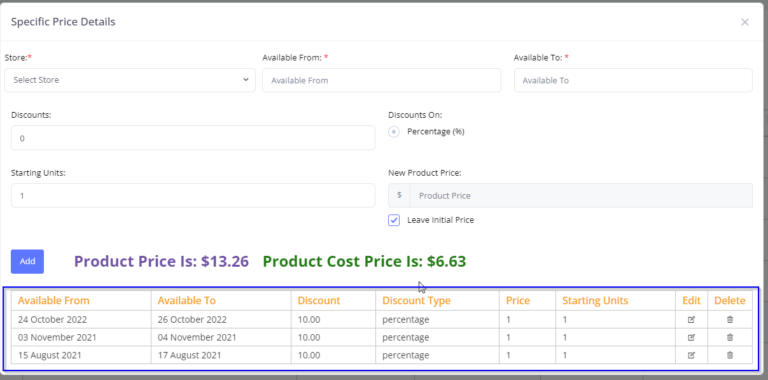 Specific Price Details
Store:* Available From: * Available To: *
Select Store Available From Available To
Discounts: Discounts On:
0 Percentage (%)
Starting Units: New Product Price:
1 $ Product Price
Leave Initial Price
Add Product Price Is: $13.26 Product Cost Price Is: $6.63
Available From Available To Discount Discount Type Price Starting Units Edit Delete
24 October 2022 26 October 2022 10.00 percentage 1 1
03 November 2021 04 November 2021 10.00 percentage 1 1
15 August 2021 17 August 2021 10.00 percentage 1 1